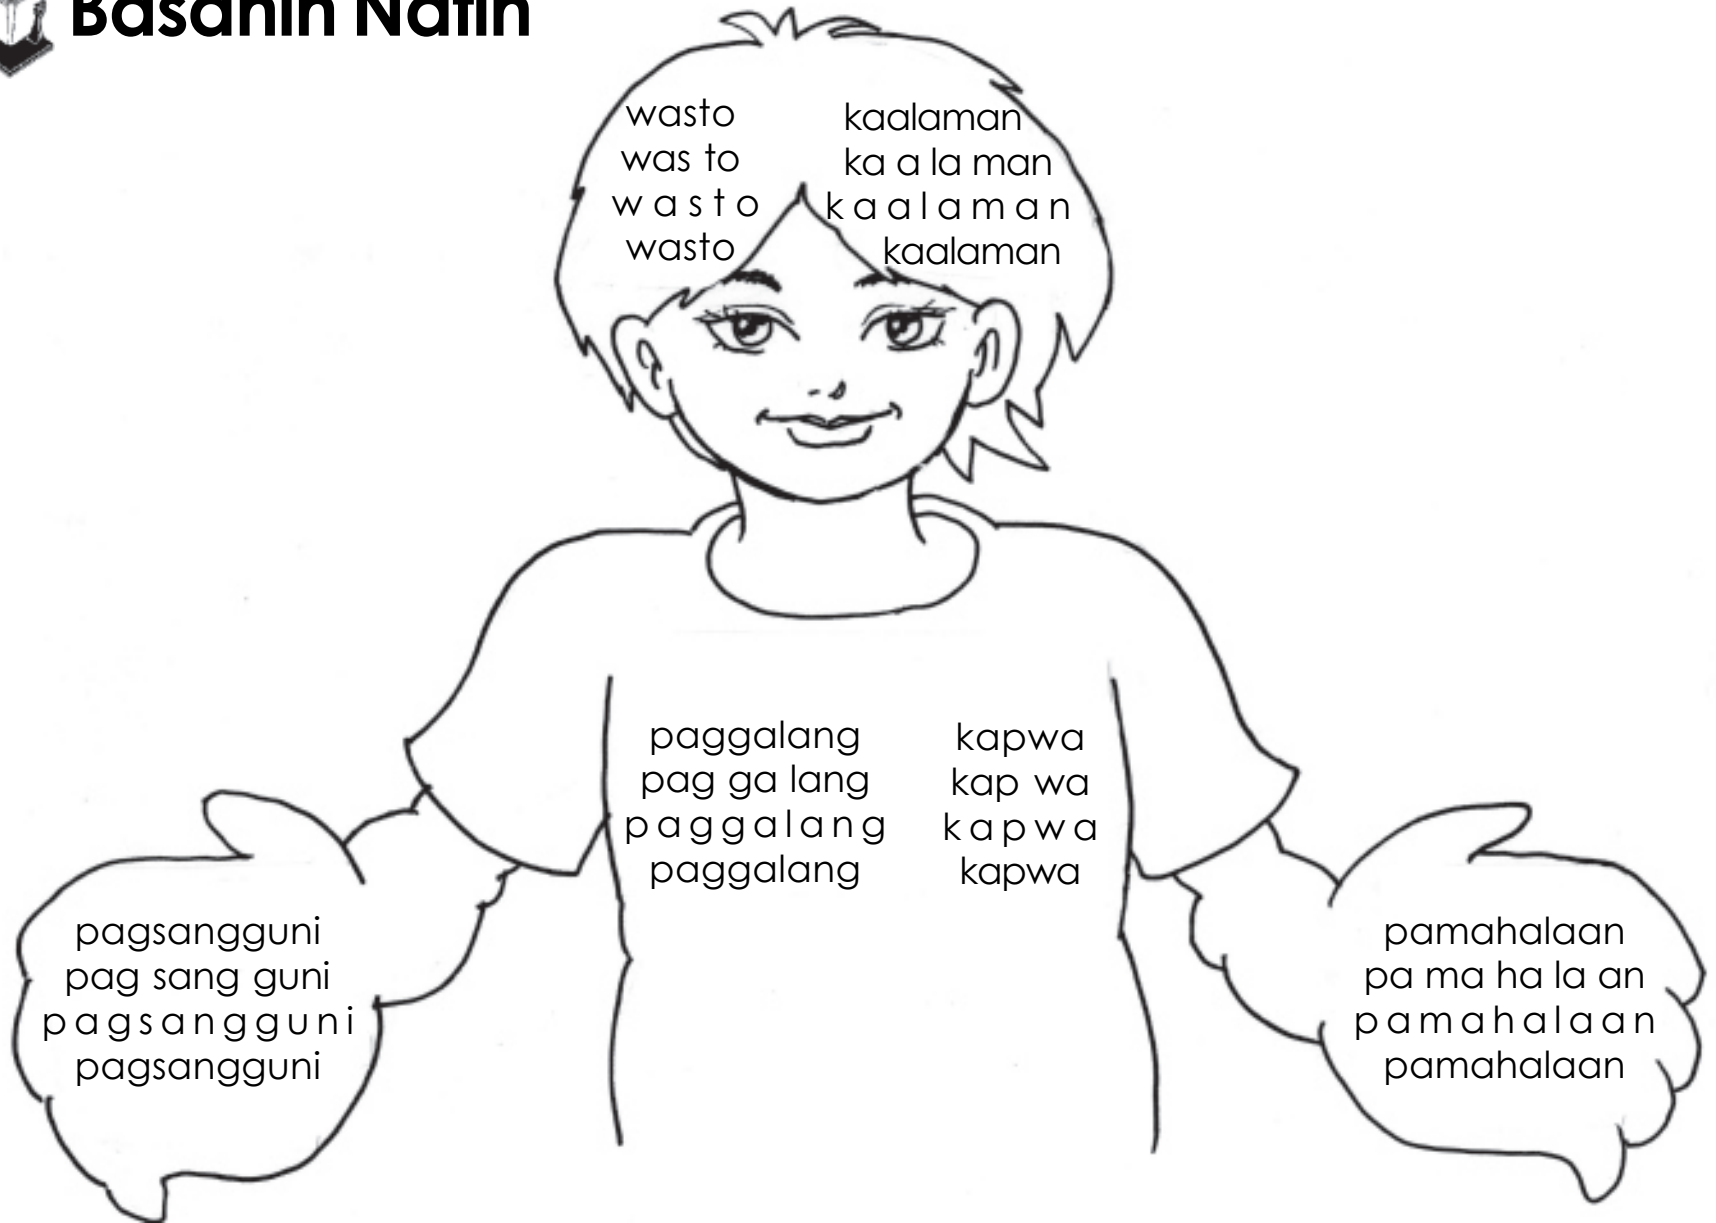 Basahin Natin
wasto
was to
w a s t o
wasto
kaalaman
ka a la man
k a a l a m a n
kaalaman
paggalang
pag ga lang
p a g g a l a n g
paggalang
kapwa
kap wa
k a p w a
kapwa
pagsangguni
pag sang guni
p a g s a n g g u n i
pagsangguni
pamahalaan
pa ma ha la an
p a m a h a l a a n
pamahalaan